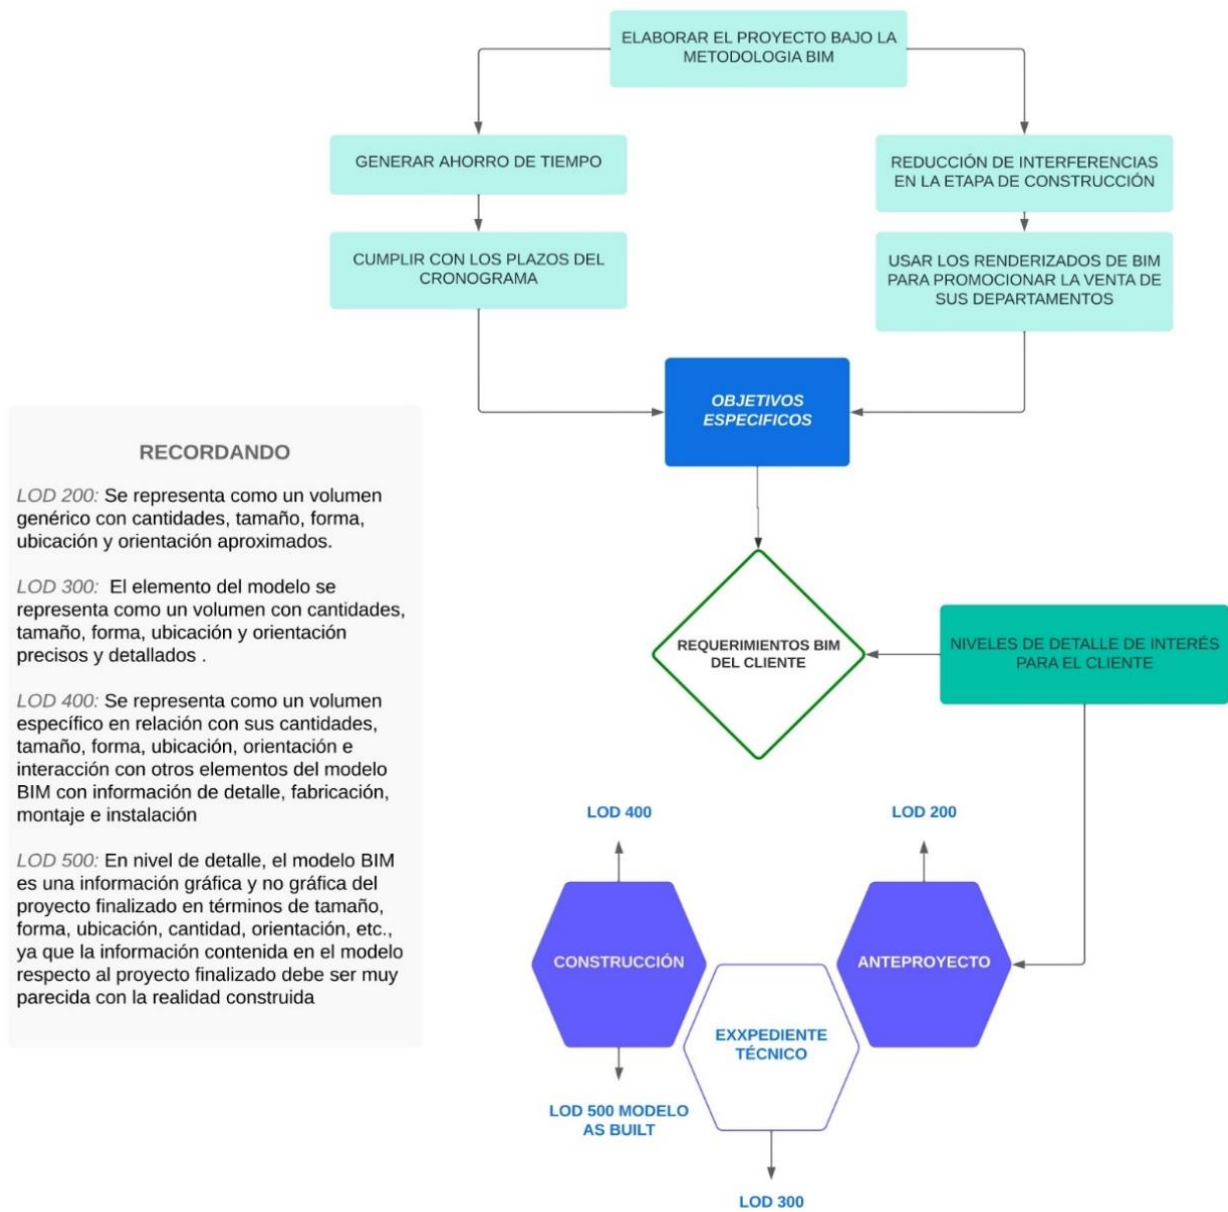 ELABORAR EL PROYECTO BAJO LA
METODOLOGIA BIM
GENERAR AHORRO DE TIEMPO
REDUCCIÓN DE INTERFERENCIAS
EN LA ETAPA DE CONSTRUCCIÓN
CUMPLIR CON LOS PLAZOS DEL
CRONOGRAMA
USAR LOS RENDERIZADOS DE BIM
PARA PROMOCIONAR LA VENTA DE
SUS DEPARTAMENTOS
OBJETIVOS
ESPECIFICOS
RECORDANDO
LOD 200: Se representa como un volumen
genérico con cantidades, tamaño, forma,
ubicación y orientación aproximados.
LOD 300: El elemento del modelo se
representa como un volumen con cantidades,
tamaño, forma, ubicación y orientación
precisos y detallados .
LOD 400: Se representa como un volumen
específico en relación con sus cantidades,
tamaño, forma, ubicación, orientación e
interacción con otros elementos del modelo
BIM con información de detalle, fabricación,
montaje e instalación
LOD 500: En nivel de detalle, el modelo BIM
es una información gráfica y no gráfica del
proyecto finalizado en términos de tamaño,
forma, ubicación, cantidad, orientación, etc.,
ya que la información contenida en el modelo
respecto al proyecto finalizado debe ser muy
parecida con la realidad construida
REQUERIMIENTOS BIM
DEL CLIENTE
NIVELES DE DETALLE DE INTERÉS
PARA EL CLIENTE
LOD 400
LOD 200
CONSTRUCCIÓN
ANTEPROYECTO
EXXPEDIENTE
TÉCNICO
LOD 500 MODELO
AS BUILT
LOD 300